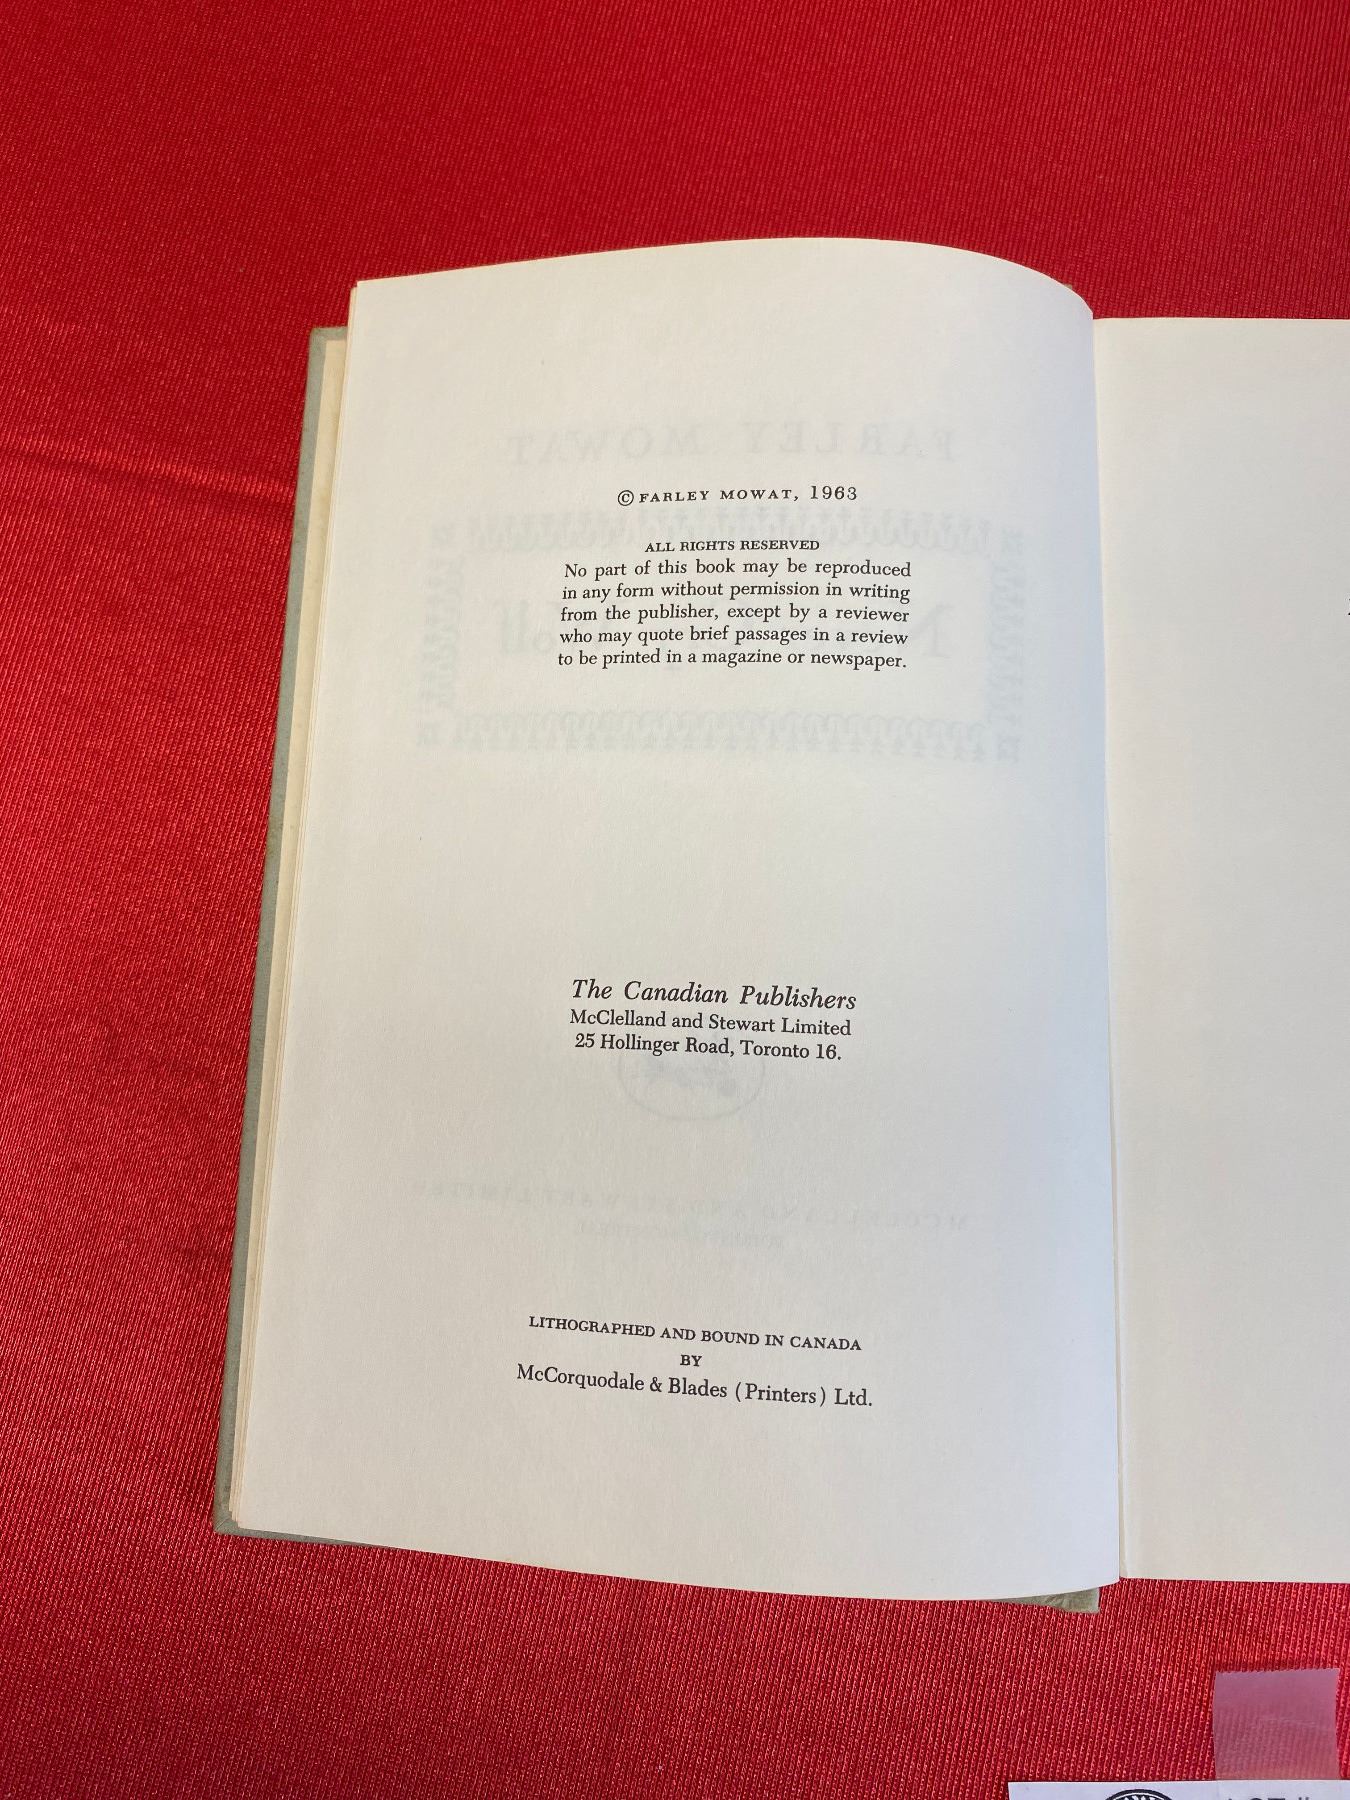 © FARLEY MOWAT, 1963
ALL RIGHTS RESERVED
No part of this book may be reproduced
in any form without permission in writing
from the publisher, except by a reviewer
who may quote brief passages in a review
to be printed in a magazine or newspaper.
The Canadian Publishers
McClelland and Stewart Limited
25 Hollinger Road, Toronto 16.
LITHOGRAPHED AND BOUND IN CANADA
BY
McCorquodale & Blades (Printers) Ltd.